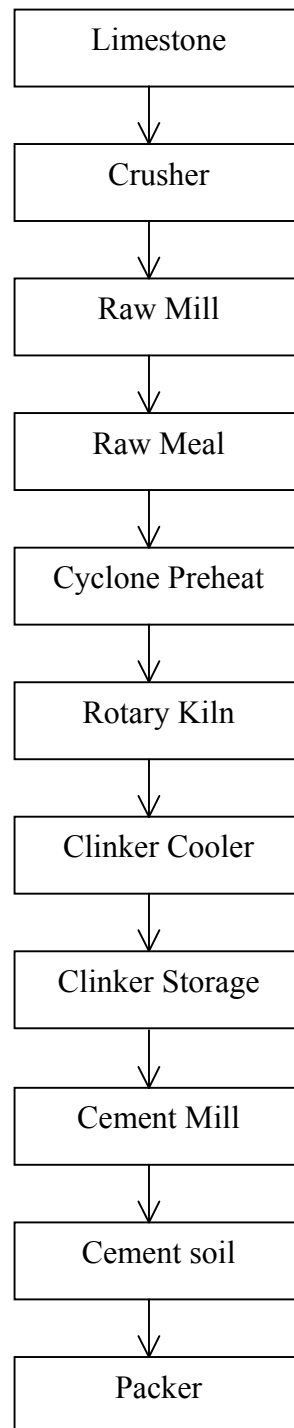 Limestone
Crusher
Raw Mill
Raw Meal
Cyclone Preheat
Rotary Kiln
Clinker Cooler
Clinker Storage
Cement Mill
Cement soil
Packer